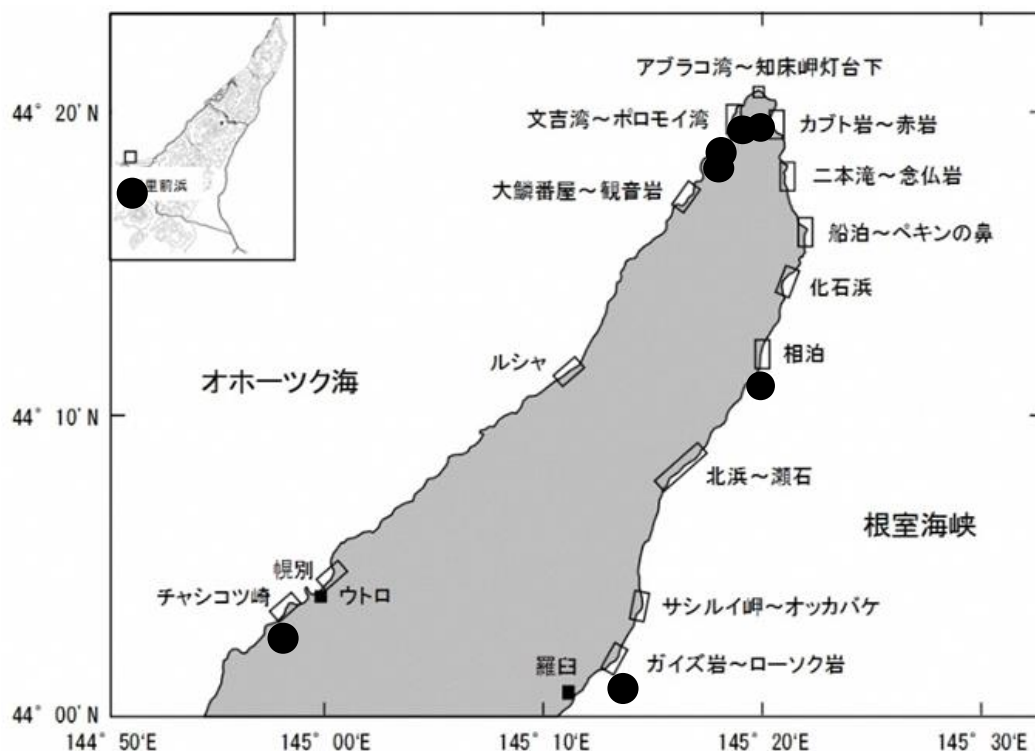 アブラコ湾～知床岬灯台下
44° 20′ N
文吉湾～ポロモイ湾
カブト岩～赤岩
里前浜
大鱗番屋～観音岩
二本滝～念仏岩
船泊～ペキンの鼻
化石浜
ルシャ
相泊
オホーツク海
44° 10′ N
北浜～瀬石
根室海峡
幌別
チャシコツ崎
ウトロ
サシルイ岬～オッカバケ
羅臼
ガイズ岩～ローソク岩
44° 00′ N
144° 50′ E
145° 00′ E
145° 10′ E
145° 20′ E
145° 30′ E